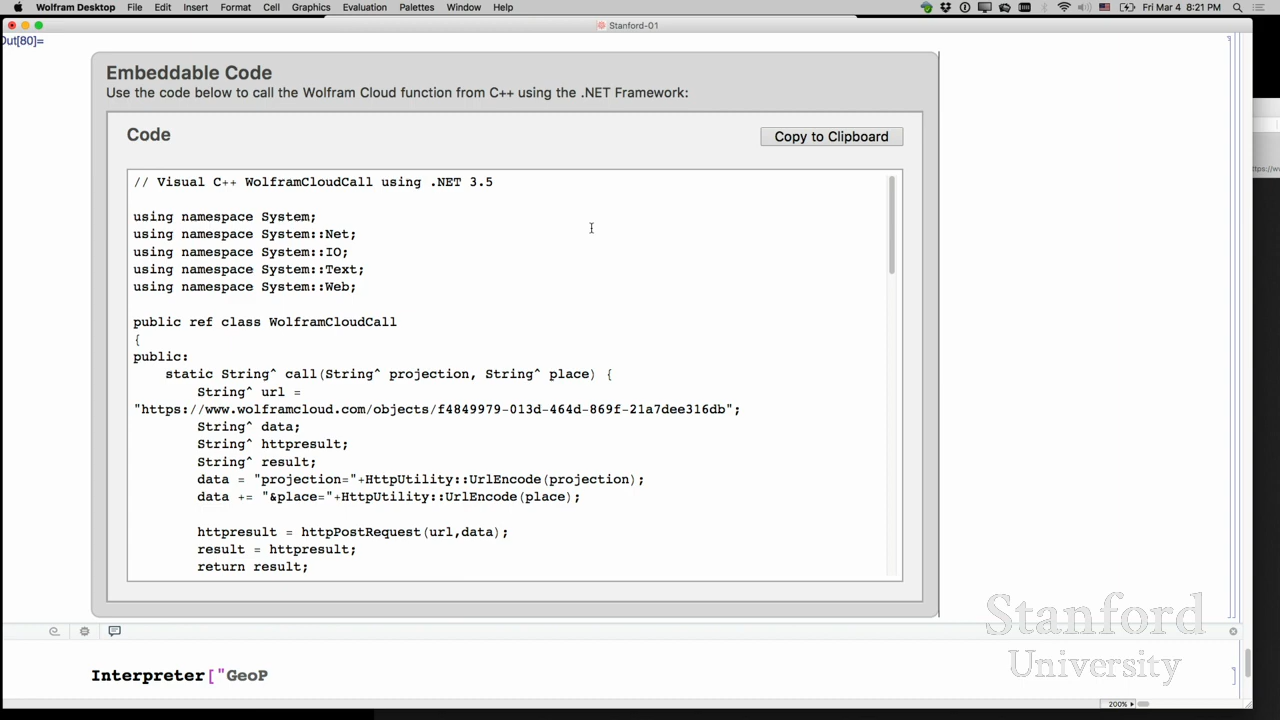 Wolfram Desktop File Edit Insert Format Cell Graphics Evaluation Palettes Window Help Fri Mar 4 8:21 PM
Stanford-01
Out[80]=
Embeddable Code
Use the code below to call the Wolfram Cloud function from C++ using the .NET Framework:
Code
Copy to Clipboard
// Visual C++ WolframCloudCall using .NET 3.5
using namespace System;
using namespace System::Net;
using namespace System::IO;
using namespace System::Text;
using namespace System::Web;
public ref class WolframCloudCall
{
public:
static String^ call(String^ projection, String^ place) {
String^ url =
"https://www.wolframcloud.com/objects/f4849979-013d-464d-869f-21a7dee316db";
String^ data;
String^ httpresult;
String^ result;
data = "projection="+HttpUtility::UrlEncode(projection);
data += "&place="+HttpUtility::UrlEncode(place);
httpresult = httpPostRequest(url,data);
result = httpresult;
return result;
Stanford
University
Interpreter["GeoP
200%